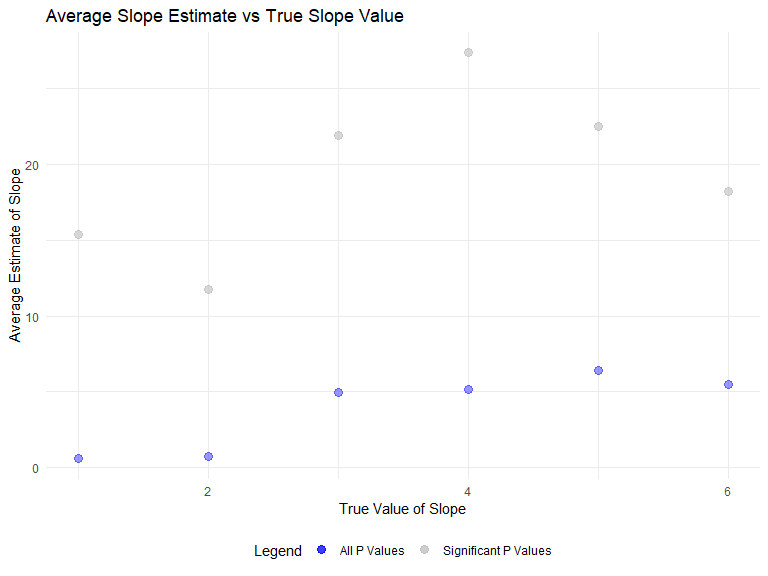 Average Slope Estimate vs True Slope Value
Average Estimate of Slope
20
10
0
2 4 6
True Value of Slope
Legend All P Values Significant P Values